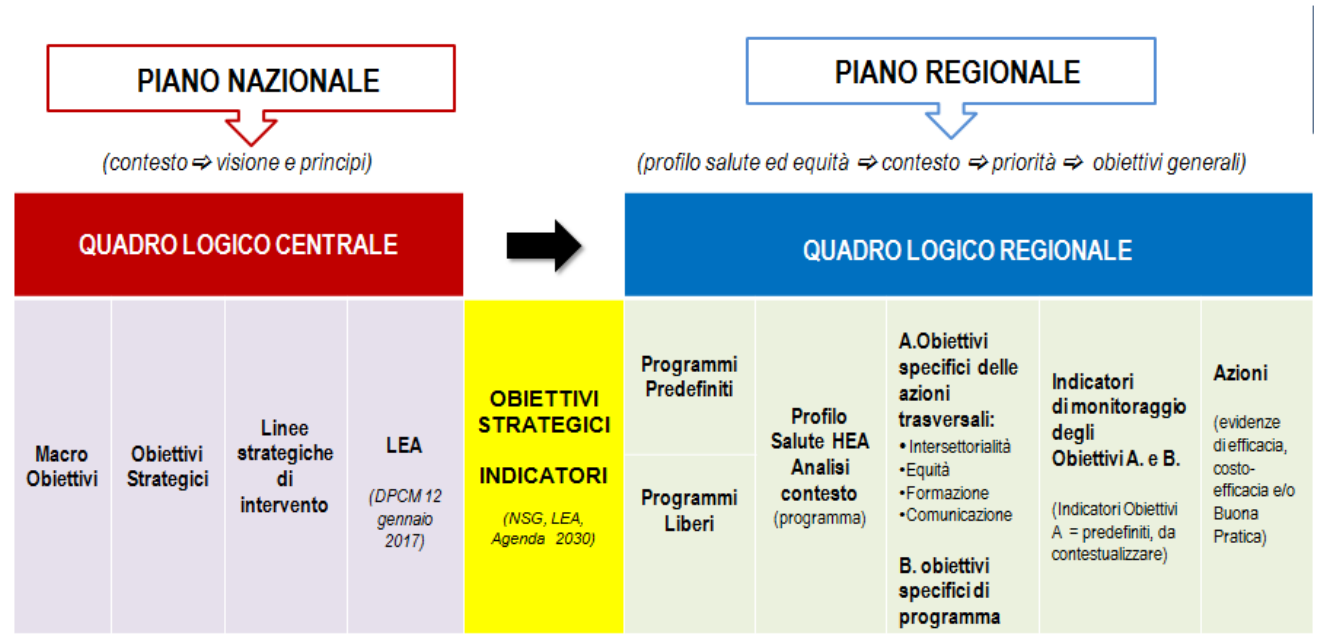 PIANO NAZIONALE
PIANO REGIONALE
(contesto ⇨ visione e principi)
(profilo salute ed equità ⇨ contesto ⇨ priorità ⇨ obiettivi generali)
QUADRO LOGICO CENTRALE
QUADRO LOGICO REGIONALE
Macro
Obiettivi
Obiettivi
Strategici
Linee
strategiche
di
intervento
LEA
(DPCM 12
gennaio
2017)
OBIETTIVI
STRATEGICI
INDICATORI
(NSG, LEA,
Agenda 2030)
Programmi
Predefiniti
Programmi
Liberi
Profilo
Salute HEA
Analisi
contesto
(programma)
A.Obiettivi
specifici delle
azioni
trasversali:
• Intersettorialità
•Equità
•Formazione
•Comunicazione
B. obiettivi
specifici di
programma
Indicatori
di monitoraggio
degli
Obiettivi A. e B.
(Indicatori Obiettivi
A = predefiniti, da
contestualizzare)
Azioni
(evidenze
di efficacia,
costo-
efficacia e/o
Buona
Pratica)